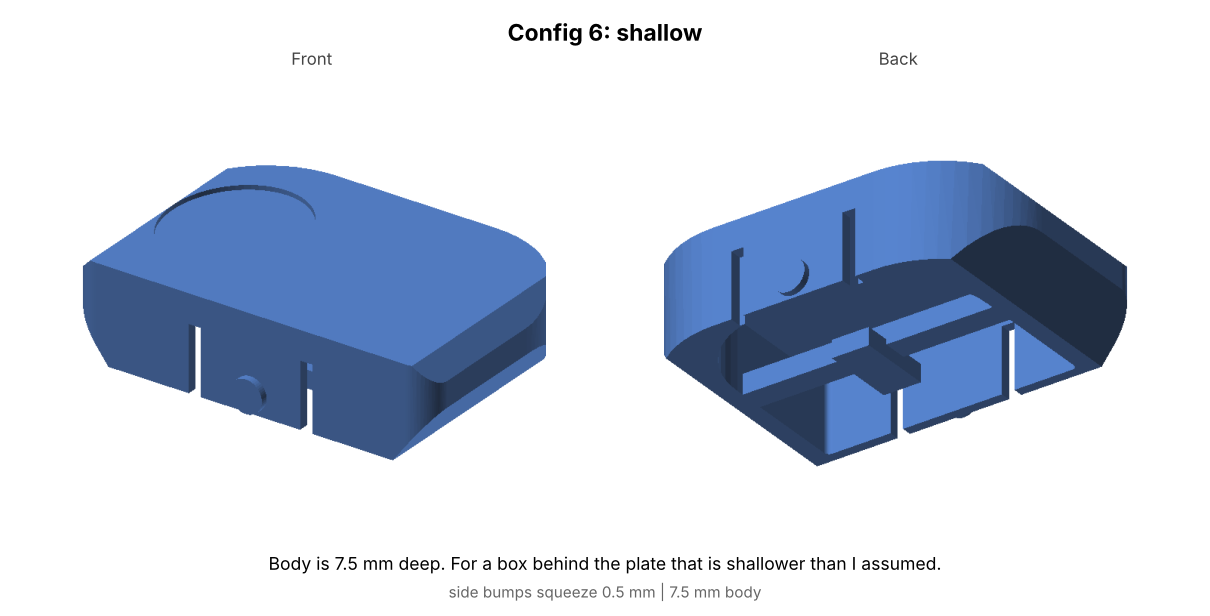 Config 6: shallow
Front
Back
Body is 7.5 mm deep. For a box behind the plate that is shallower than I assumed.
side bumps squeeze 0.5 mm | 7.5 mm body